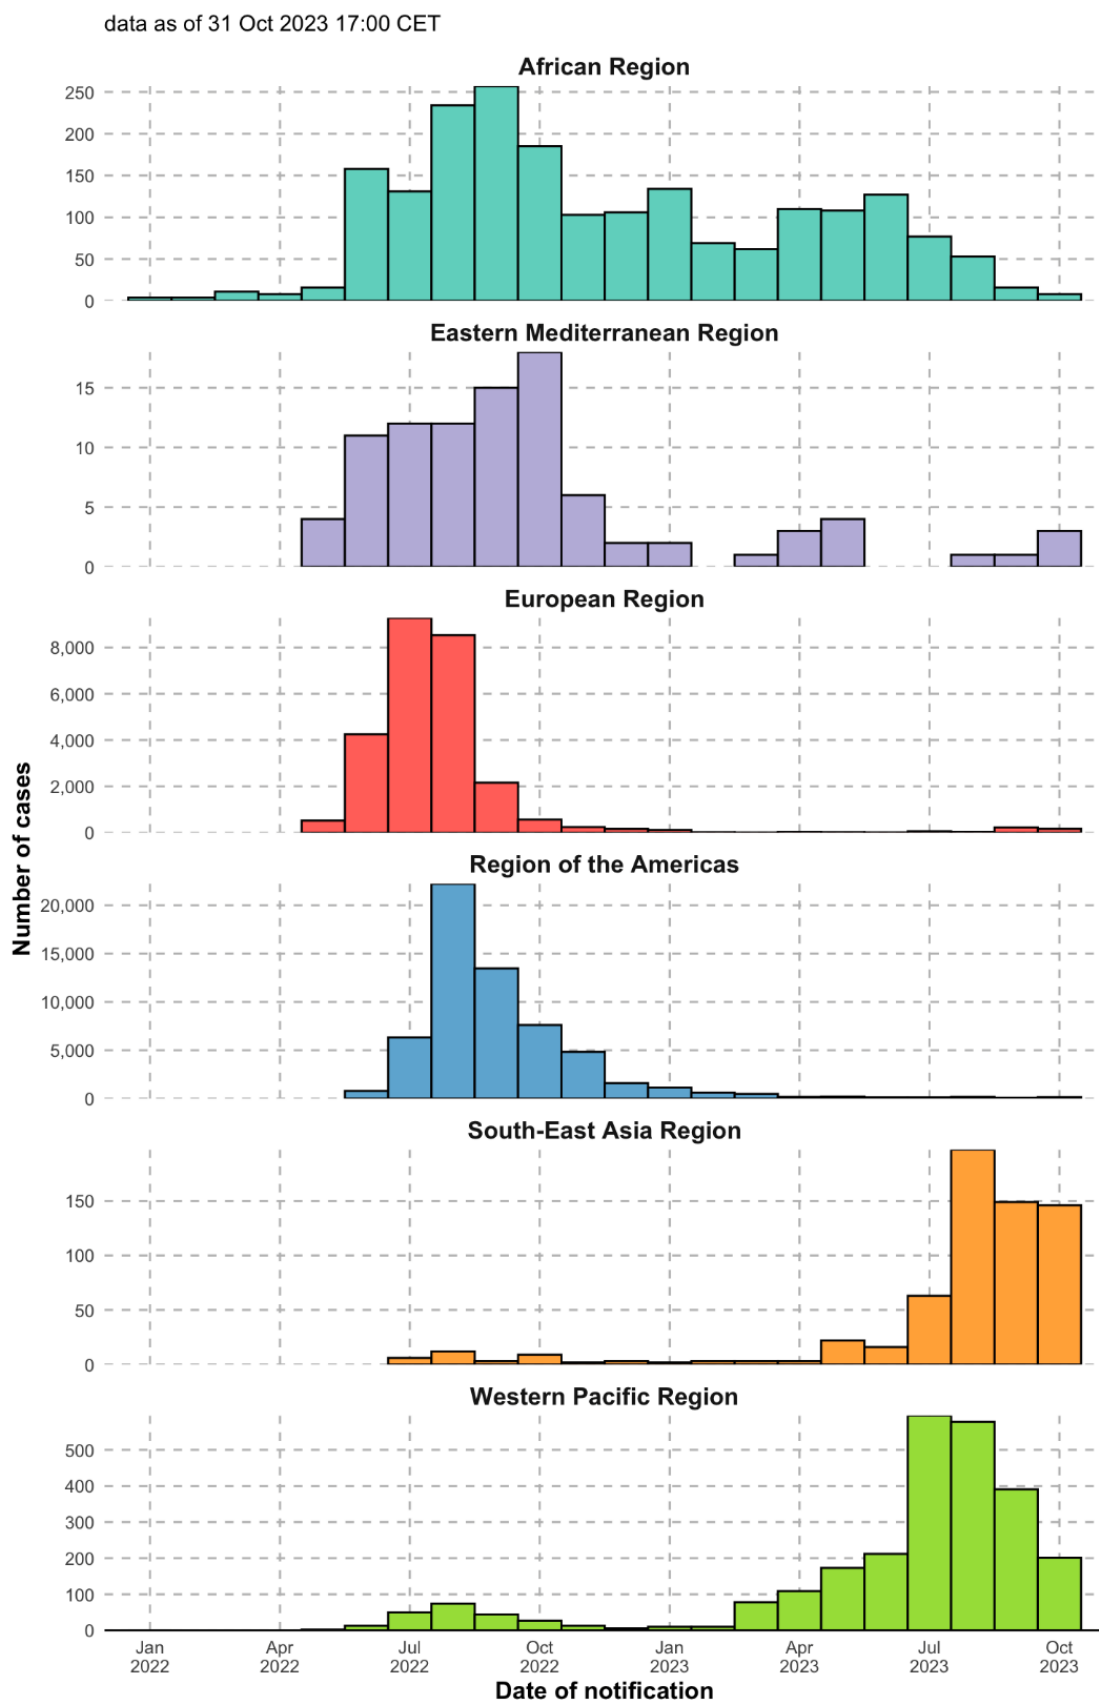 data as of 31 Oct 2023 17:00 CET
African Region
250
200
150
100
50
0
Eastern Mediterranean Region
15
10
5
0
European Region
8,000
6,000
4,000
2,000
0
Number of cases
Region of the Americas
20,000
15,000
10,000
5,000
0
South-East Asia Region
150
100
50
0
Western Pacific Region
500
400
300
200
100
0
Jan Apr Jul Oct Jan Apr Jul Oct
2022 2022 2022 2022 2023 2023 2023 2023
Date of notification